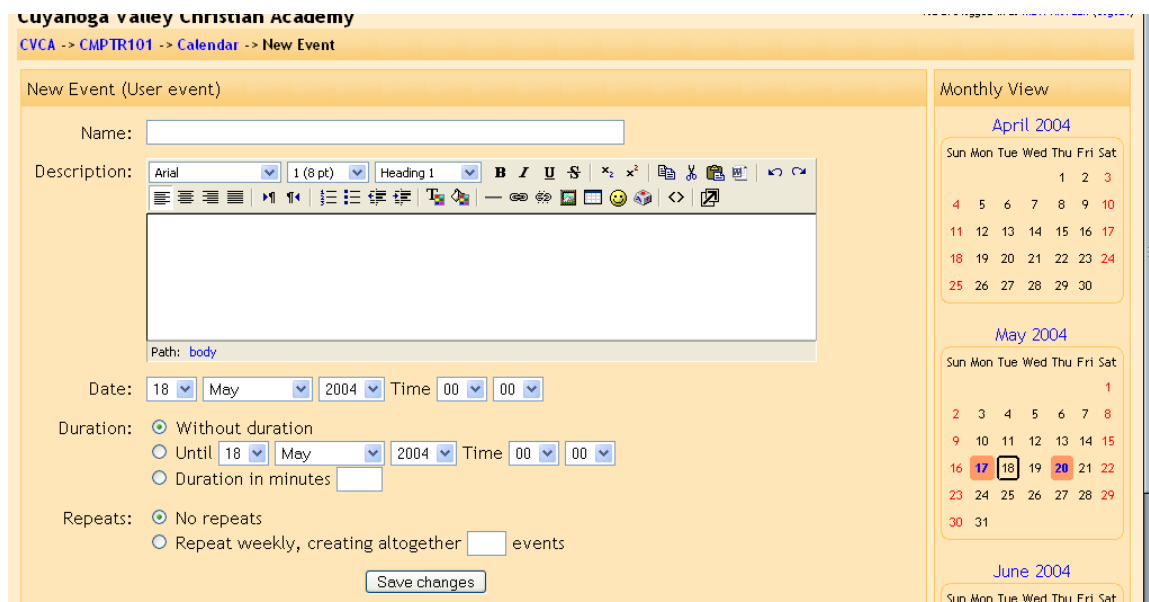 Cuyahoga Valley Christian Academy
CVCA -> CMPTR101 -> Calendar -> New Event
New Event (User event)
Name:
Description:
Arial 1 (8 pt) Heading 1 B I U S x₂ x²
Path: body
Date: 18 May 2004 Time 00 00
Duration: Without duration
Until 18 May 2004 Time 00 00
Duration in minutes
Repeats: No repeats
Repeat weekly, creating altogether events
Save changes
Monthly View
April 2004
Sun Mon Tue Wed Thu Fri Sat
1 2 3
4 5 6 7 8 9 10
11 12 13 14 15 16 17
18 19 20 21 22 23 24
25 26 27 28 29 30
May 2004
Sun Mon Tue Wed Thu Fri Sat
1
2 3 4 5 6 7 8
9 10 11 12 13 14 15
16 17 18 19 20 21 22
23 24 25 26 27 28 29
30 31
June 2004
Sun Mon Tue Wed Thu Fri Sat